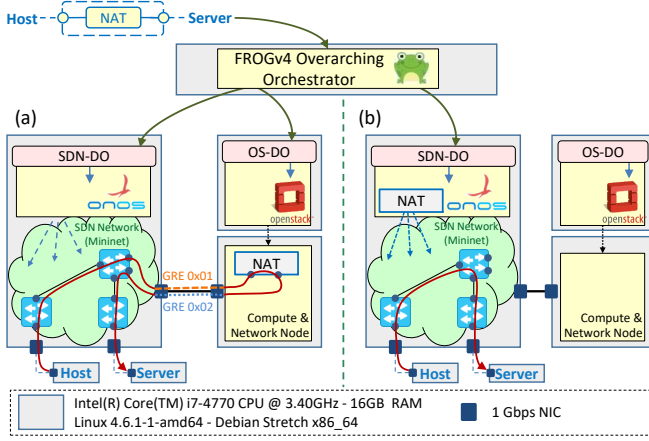 Host
NAT
Server
FROGv4 Overarching
Orchestrator
(a)
(b)
SDN-DO
OS-DO
SDN-DO
OS-DO
NAT
onos
openstack
onos
openstack
SDN Network
(Mininet)
SDN Network
(Mininet)
NAT
GRE 0x01
GRE 0x02
Compute &
Network Node
Compute &
Network Node
Host
Server
Host
Server
Intel(R) Core(TM) i7-4770 CPU @ 3.40GHz - 16GB RAM
Linux 4.6.1-1-amd64 - Debian Stretch x86_64
1 Gbps NIC